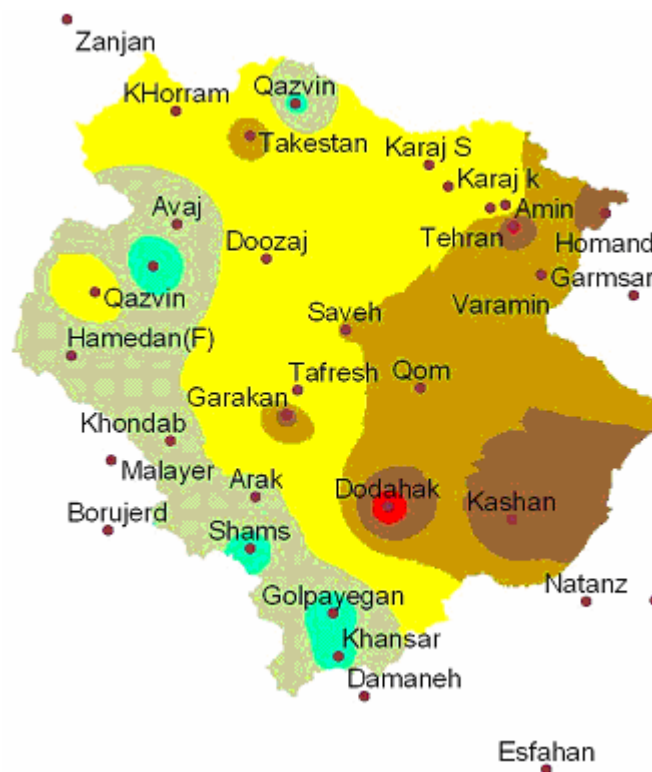 Zanjan
Qazvin
KHorram
Takestan
Karaj S
Karaj k
Avaj
Amin
Tehran
Homand
Doozaj
Garmsar
Qazvin
Varamin
Saveh
Hamedan(F)
Tafresh
Qom
Garakan
Khondab
Malayer
Arak
Dodahak
Kashan
Borujerd
Shams
Natanz
Golpayegan
Khansar
Damaneh
Esfahan